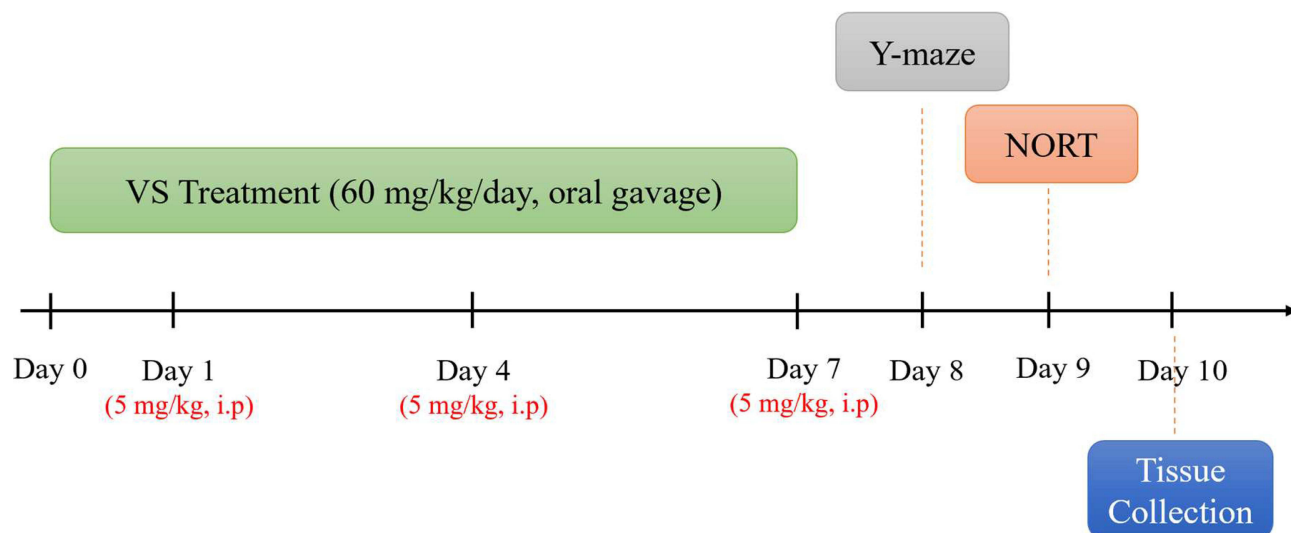 Y-maze
NORT
VS Treatment (60 mg/kg/day, oral gavage)
Day 0
Day 1
(5 mg/kg, i.p)
Day 4
(5 mg/kg, i.p)
Day 7
(5 mg/kg, i.p)
Day 8
Day 9
Day 10
Tissue
Collection